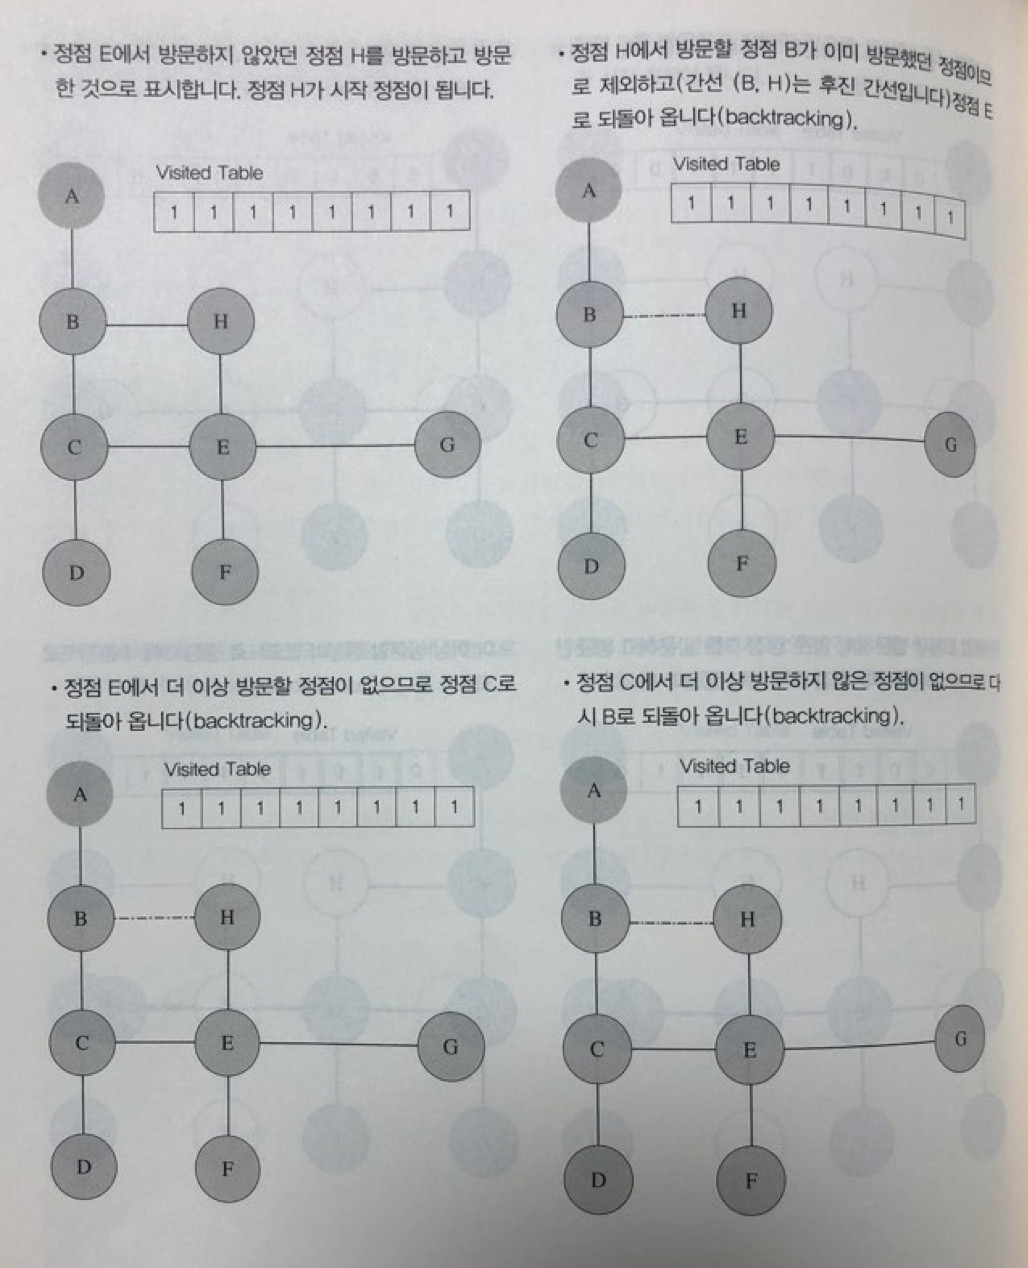 • 정점 E에서 방문하지 않았던 정점 H를 방문하고 방문
한 것으로 표시합니다. 정점 H가 시작 정점이 됩니다.
Visited Table
1 1 1 1 1 1 1 1
A
B H
C E G
D F
• 정점 H에서 방문할 정점 B가 이미 방문했던 정점이므
로 제외하고(간선 (B, H)는 후진 간선입니다)정점 E
로 되돌아 옵니다(backtracking).
Visited Table
1 1 1 1 1 1 1 1
A
B H
C E G
D F
• 정점 E에서 더 이상 방문할 정점이 없으므로 정점 C로
되돌아 옵니다(backtracking).
Visited Table
1 1 1 1 1 1 1 1
A
B H
C E G
D F
• 정점 C에서 더 이상 방문하지 않은 정점이 없으므로 다
시 B로 되돌아 옵니다(backtracking).
Visited Table
1 1 1 1 1 1 1 1
A
B H
C E G
D F